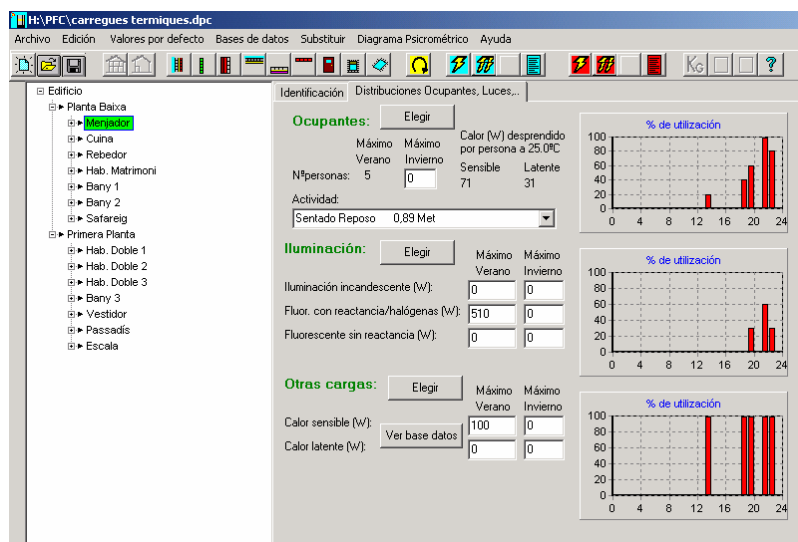 H:\PFC\carregues termiques.dpc
Archivo Edición Valores por defecto Bases de datos Substituir Diagrama Psicrométrico Ayuda
KG ?
Edificio
Planta Baixa
Menjador
Cuina
Rebedor
Hab. Matrimoni
Bany 1
Bany 2
Safareig
Primera Planta
Hab. Doble 1
Hab. Doble 2
Hab. Doble 3
Bany 3
Vestidor
Passadís
Escala
Identificación Distribuciones Ocupantes, Luces,..
Ocupantes: Elegir
Máximo Máximo
Verano Invierno
Calor (W) desprendido
por persona a 25.0ºC
Sensible Latente
Nºpersonas: 5 0 71 31
Actividad:
Sentado Reposo 0,89 Met
% de utilización
100
80
60
40
20
0
0 4 8 12 16 20 24
Iluminación: Elegir
Máximo Máximo
Verano Invierno
Iluminación incandescente (W): 0 0
Fluor. con reactancia/halógenas (W): 510 0
Fluorescente sin reactancia (W): 0 0
% de utilización
100
80
60
40
20
0
0 4 8 12 16 20 24
Otras cargas: Elegir
Máximo Máximo
Verano Invierno
Calor sensible (W): 100 0
Ver base datos
Calor latente (W): 0 0
% de utilización
100
80
60
40
20
0
0 4 8 12 16 20 24